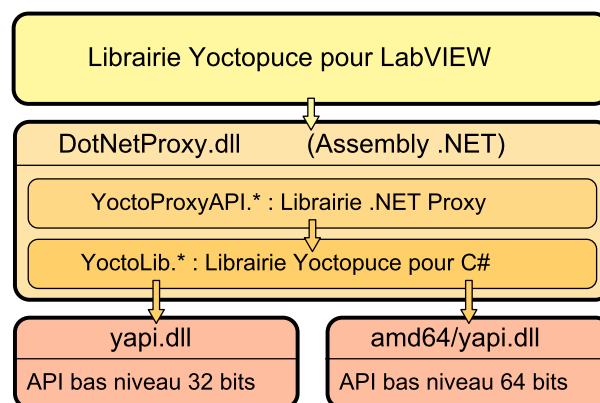 Librairie Yoctopuce pour LabVIEW
DotNetProxy.dll (Assembly .NET)
YoctoProxyAPI.* : Librairie .NET Proxy
YoctoLib.* : Librairie Yoctopuce pour C#
yapi.dll
API bas niveau 32 bits
amd64/yapi.dll
API bas niveau 64 bits